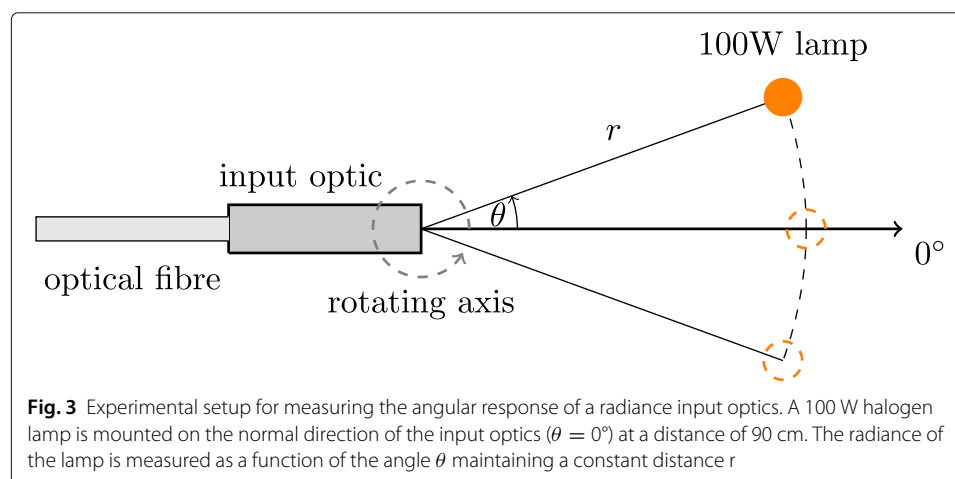 100W lamp
r
input optic
θ
0°
optical fibre
rotating axis
Fig. 3 Experimental setup for measuring the angular response of a radiance input optics. A 100 W halogen
lamp is mounted on the normal direction of the input optics (θ = 0°) at a distance of 90 cm. The radiance of
the lamp is measured as a function of the angle θ maintaining a constant distance r